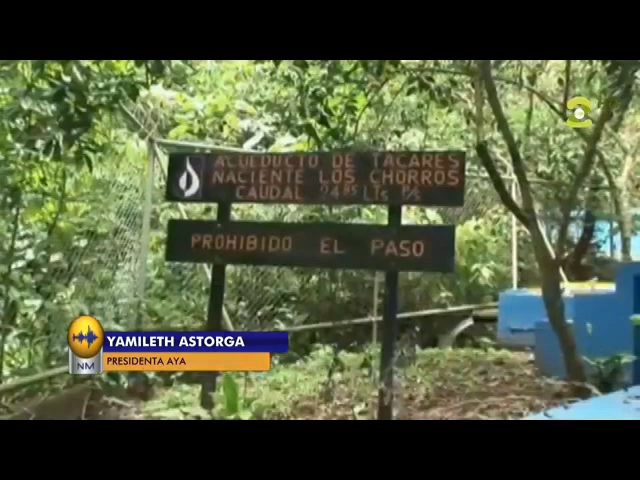 ACUEDUCTO DE TACARES
NACIENTE LOS CHORROS
CAUDAL
PROHIBIDO EL PASO
YAMILETH ASTORGA
PRESIDENTA AYA
NM